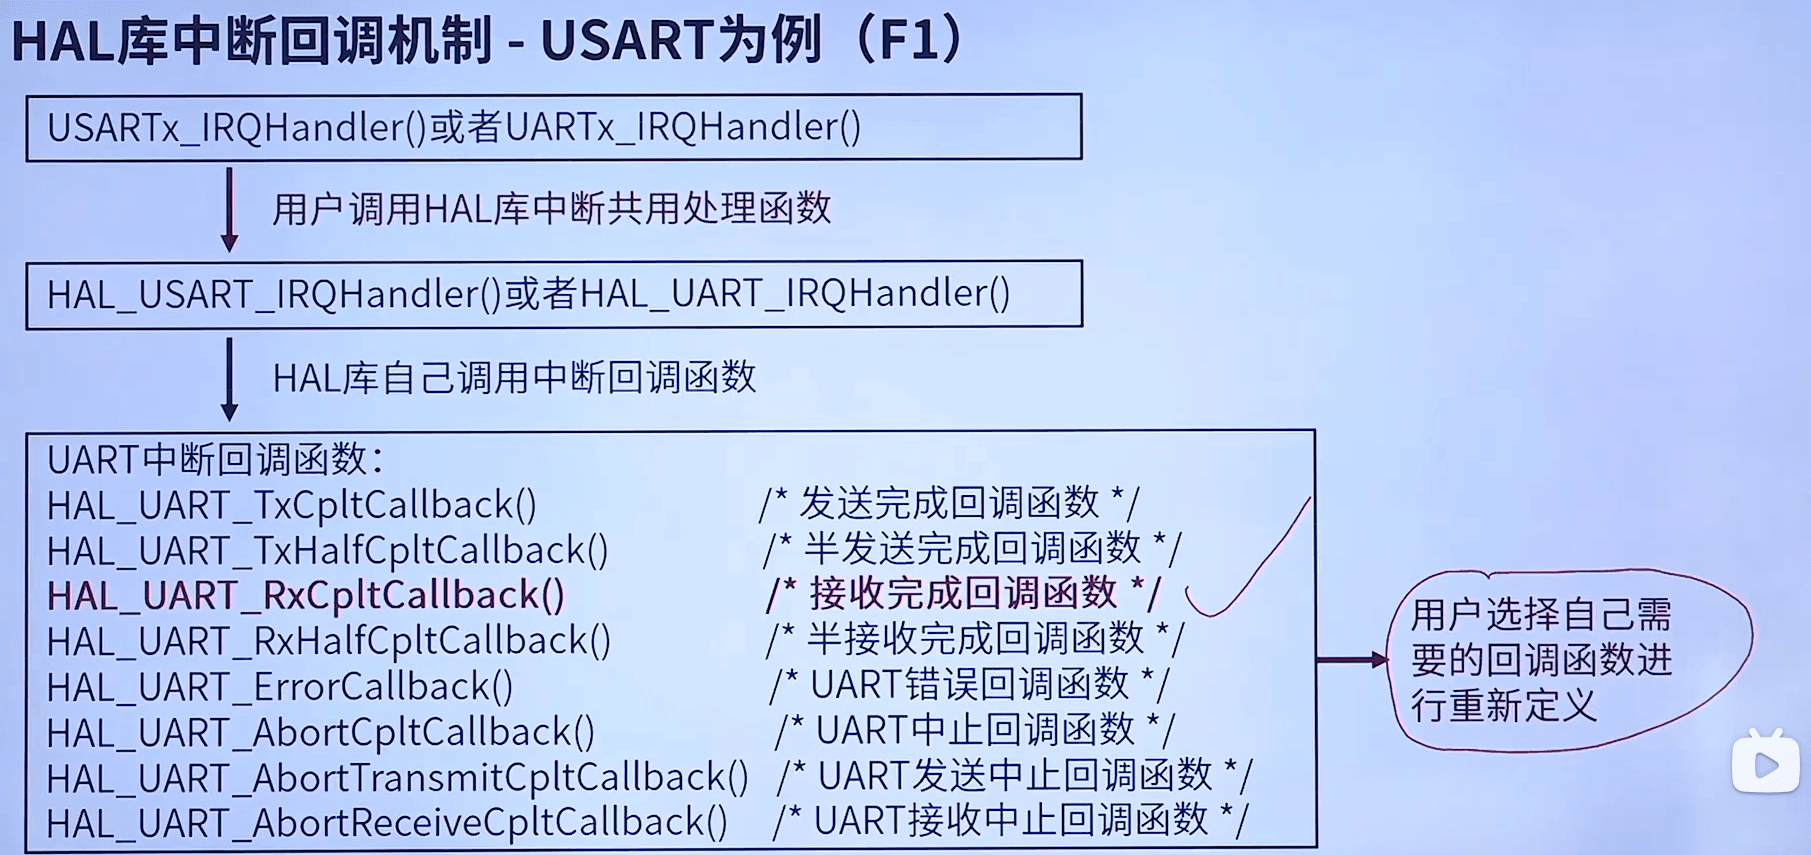 HAL库中断回调机制 - USART为例（F1）
USARTx_IRQHandler()或者UARTx_IRQHandler()
用户调用HAL库中断共用处理函数
HAL_USART_IRQHandler()或者HAL_UART_IRQHandler()
HAL库自己调用中断回调函数
UART中断回调函数：
HAL_UART_TxCpltCallback() /* 发送完成回调函数 */
HAL_UART_TxHalfCpltCallback() /* 半发送完成回调函数 */
HAL_UART_RxCpltCallback() /* 接收完成回调函数 */
HAL_UART_RxHalfCpltCallback() /* 半接收完成回调函数 */
HAL_UART_ErrorCallback() /* UART错误回调函数 */
HAL_UART_AbortCpltCallback() /* UART中止回调函数 */
HAL_UART_AbortTransmitCpltCallback() /* UART发送中止回调函数 */
HAL_UART_AbortReceiveCpltCallback() /* UART接收中止回调函数 */
用户选择自己需
要的回调函数进
行重新定义